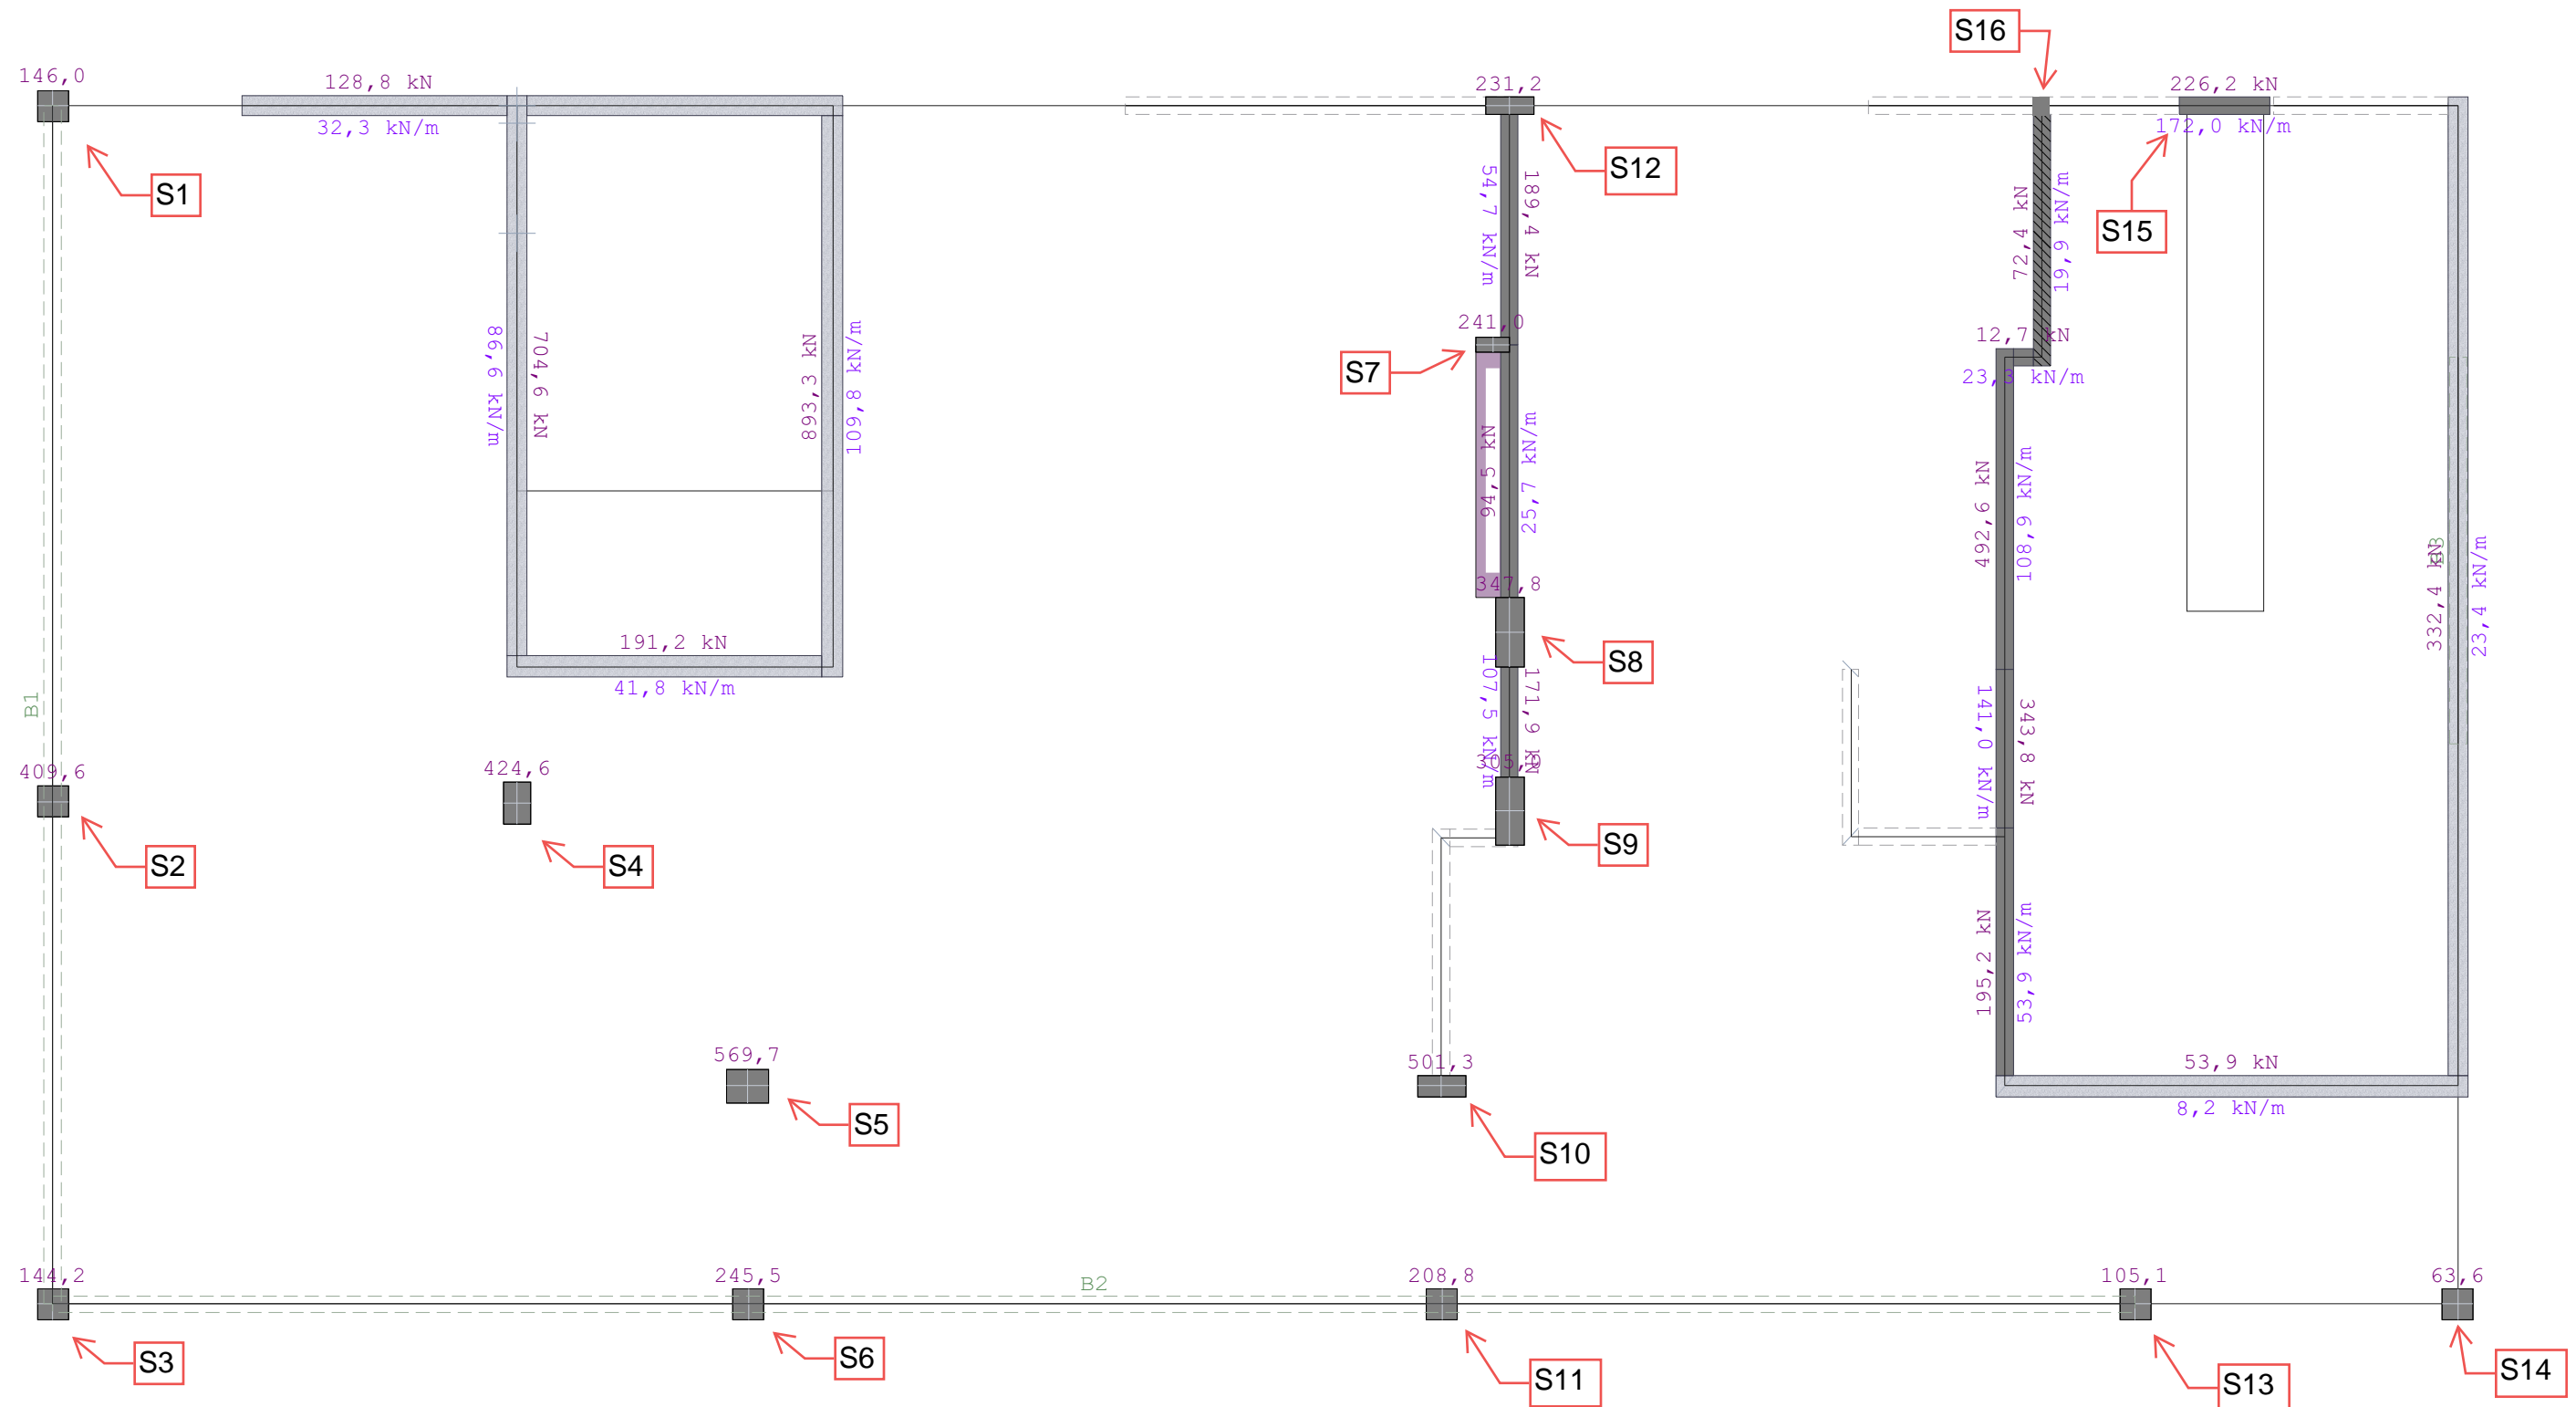 S16
146,0
128,8 kN
231,2
226,2 kN
32,3 kN/m
172,0 kN/m
S12
S1
S15
54,7 kN/m
189,4 kN
72,4 kN
19,9 kN/m
241,0
12,7 kN
S7
23,3 kN/m
86,6 kN/m
704,6 kN
893,3 kN
109,8 kN/m
94,5 kN
25,7 kN/m
492,6 kN
108,9 kN/m
332,4 kN
23,4 kN/m
347,8
191,2 kN
S8
41,8 kN/m
B1
107,5 kN/m
171,9 kN
141,0 kN/m
343,8 kN
409,6
424,6
S2
S4
S9
195,2 kN
53,9 kN/m
569,7
501,3
53,9 kN
8,2 kN/m
S5
S10
144,2
245,5
B2
208,8
105,1
63,6
S3
S6
S11
S13
S14